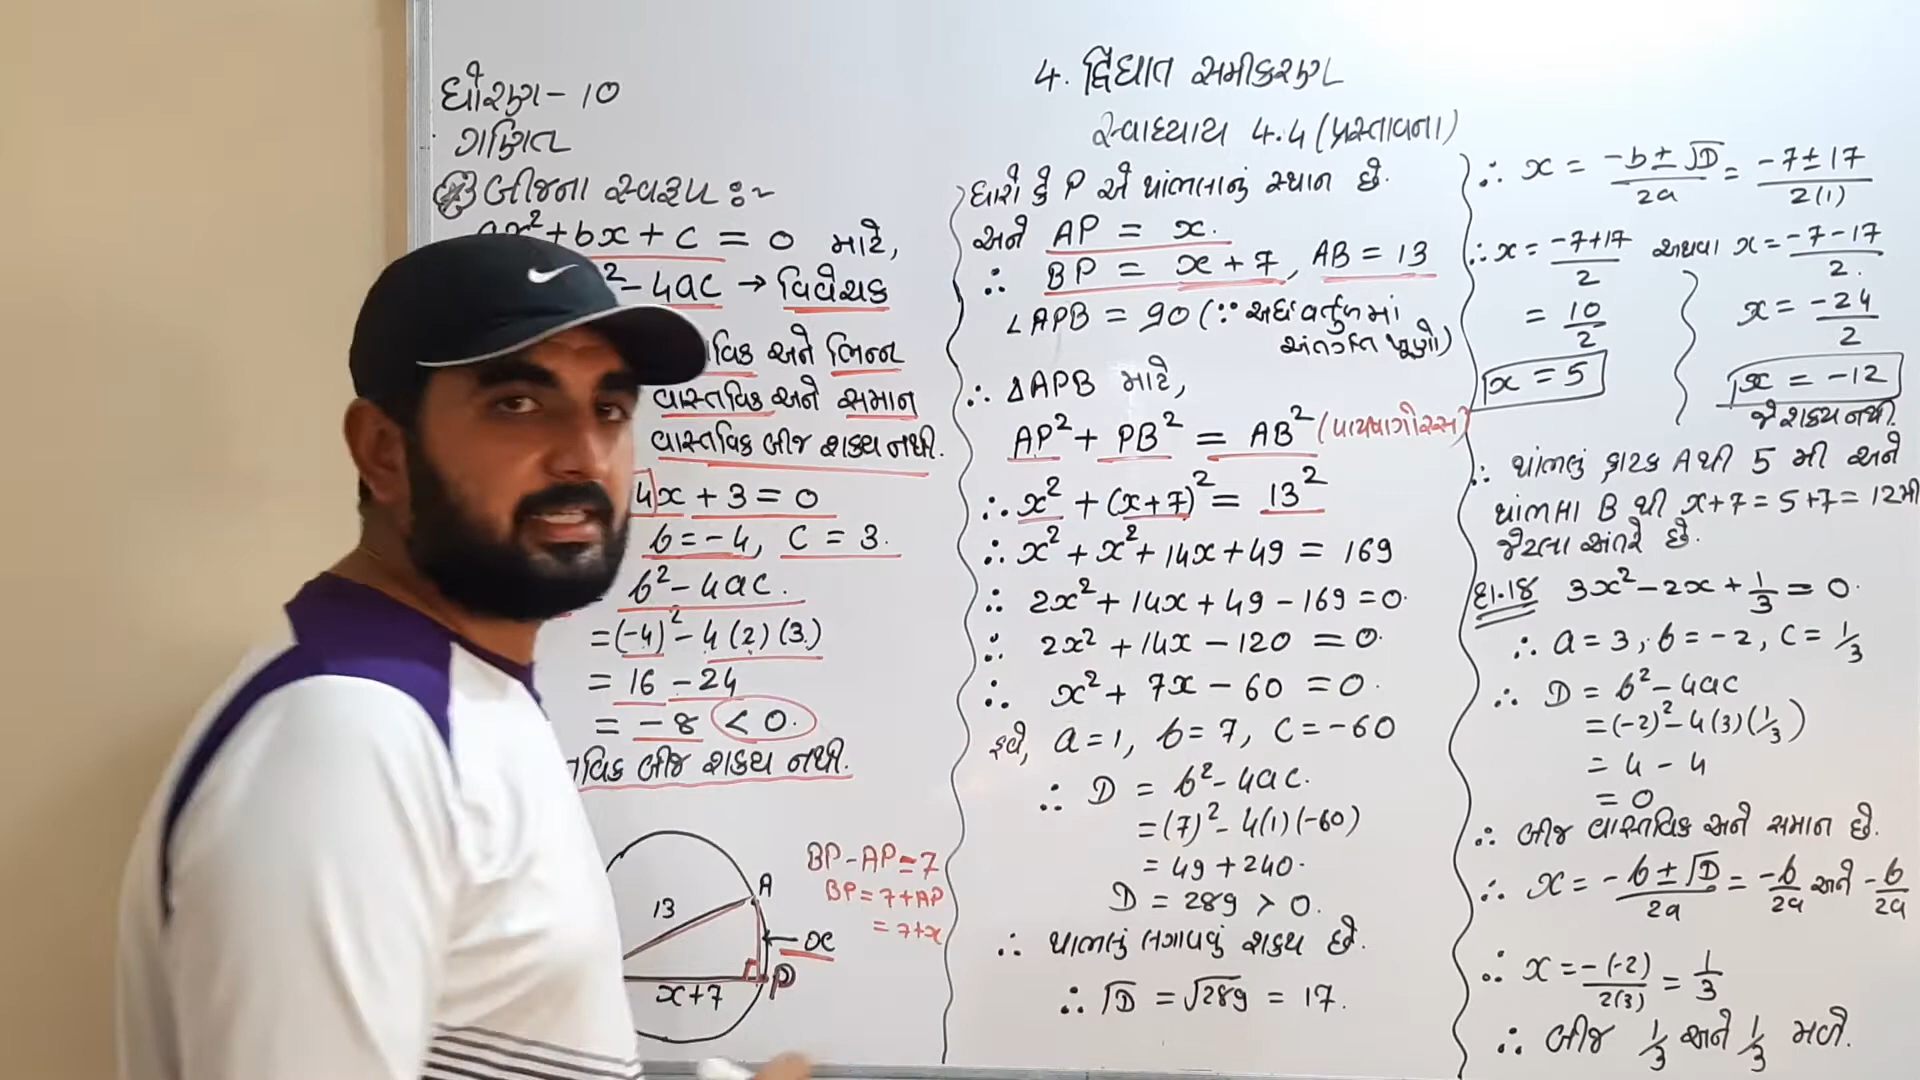 ધોરણ-10
ગણિત
4. દ્વિઘાત સમીકરણ
સ્વાધ્યાય 4.4 (પ્રસ્તાવના)
બીજના સ્વરૂપ :~
ax²+bx+c = 0 માટે,
²-4ac → વિવેચક
અને ભિન્ન
વાસ્તવિક અને સમાન
વાસ્તવિક બીજ શક્ય નથી.
4x + 3 = 0
b = -4, c = 3.
b²-4ac.
=(-4)²-4(2)(3)
= 16 -24
= -8 < 0.
બીજ શક્ય નથી.
13
A
x
P
x+7
BP-AP=7
BP=7+AP
=7+x
ધારો કે P એ થાંભલાનું સ્થાન છે.
અને AP = x.
∴ BP = x+7, AB = 13
∠APB = 90 (∵ અર્ધવર્તુળમાં
અંતર્ગત ખૂણો)
∴ ΔAPB માટે,
AP²+ PB² = AB² (પાયથાગોરસ)
∴ x² + (x+7)² = 13²
∴ x² + x²+14x+49 = 169
∴ 2x²+14x+49-169=0.
∴ 2x²+14x-120 =0.
∴ x²+ 7x-60 =0.
હવે, a=1, b=7, c=-60
∴ D = b²-4ac.
=(7)²-4(1)(-60)
= 49+240.
D = 289 > 0.
∴ થાંભલું લગાવવું શક્ય છે.
∴ √D = √289 = 17.
∴ x = -b±√D/2a = -7±17/2(1)
∴ x = -7+17/2 અથવા x = -7-17/2.
= 10/2 x = -24/2
x = 5 x = -12
જે શક્ય નથી.
∴ થાંભલું ફાટક A થી 5 મી અને
B થી x+7 = 5+7 = 12મી
જેટલા અંતરે છે.
દા.18 3x²-2x+1/3 = 0.
∴ a=3, b=-2, c=1/3
∴ D = b²-4ac
=(-2)²-4(3)(1/3)
= 4 - 4
= 0
∴ બીજ વાસ્તવિક અને સમાન છે.
∴ x = -b±√D/2a = -b/2a અને -b/2a
∴ x = -(-2)/2(3) = 1/3
∴ બીજ 1/3 અને 1/3 મળે.